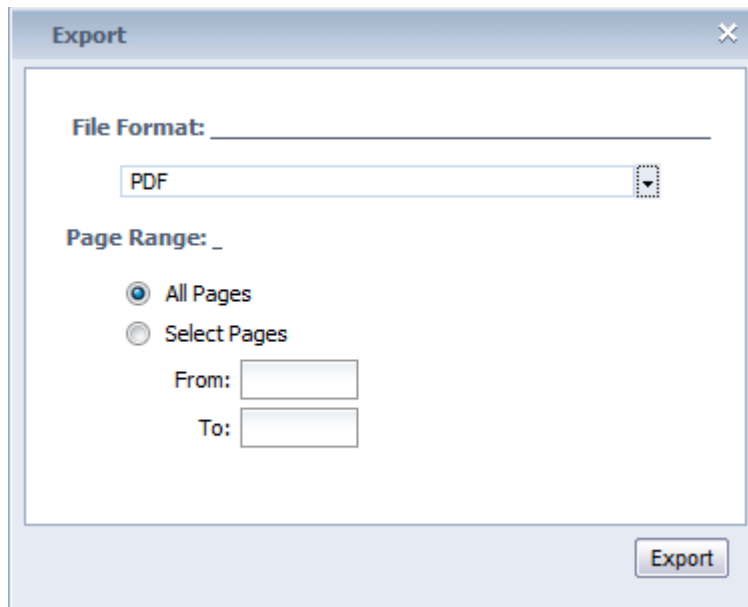 Export
File Format:
PDF
Page Range:
All Pages
Select Pages
From:
To:
Export